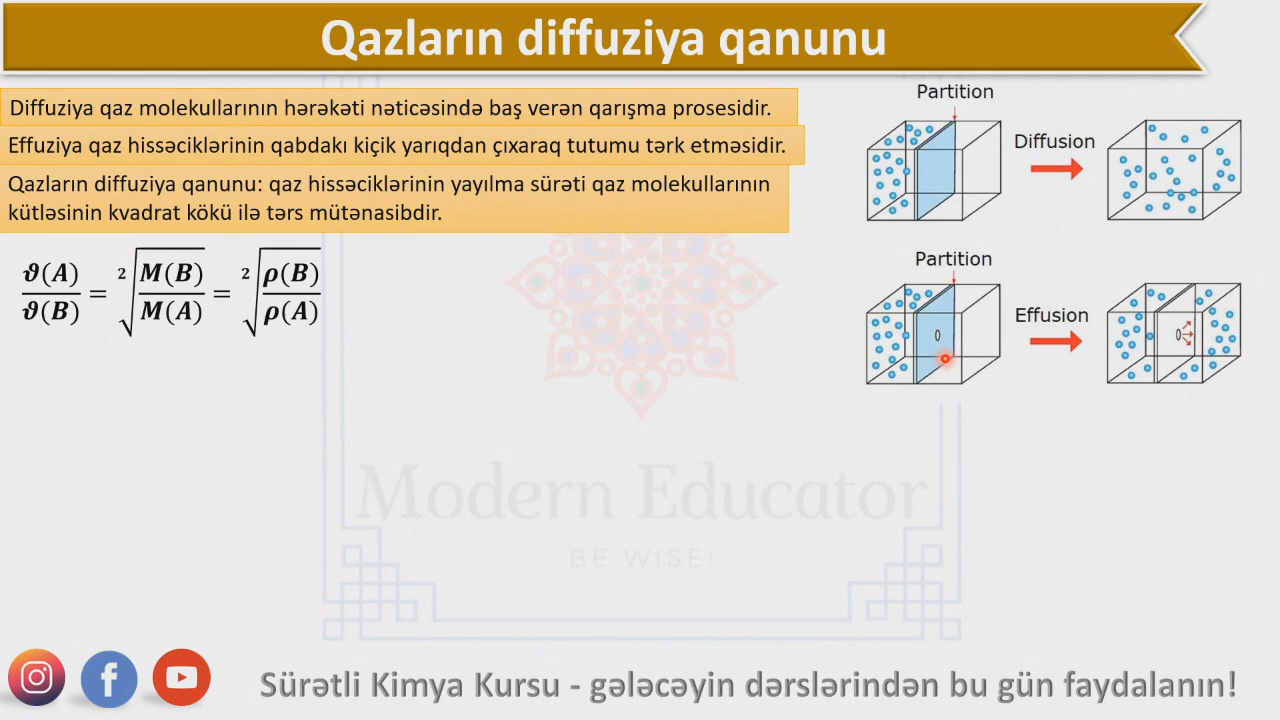 Qazların diffuziya qanunu
Diffuziya qaz molekullarının hərəkəti nəticəsində baş verən qarışma prosesidir.
Effuziya qaz hissəciklərinin qabdakı kiçik yarıqdan çıxaraq tutumu tərk etməsidir.
Qazların diffuziya qanunu: qaz hissəciklərinin yayılma sürəti qaz molekullarının
kütləsinin kvadrat kökü ilə tərs mütənasibdir.
ϑ(A)/ϑ(B) = ²√(M(B)/M(A)) = ²√(ρ(B)/ρ(A))
Partition
Diffusion
Partition
Effusion
Modern Educator
BE WISE!
Sürətli Kimya Kursu - gələcəyin dərslərindən bu gün faydalanın!